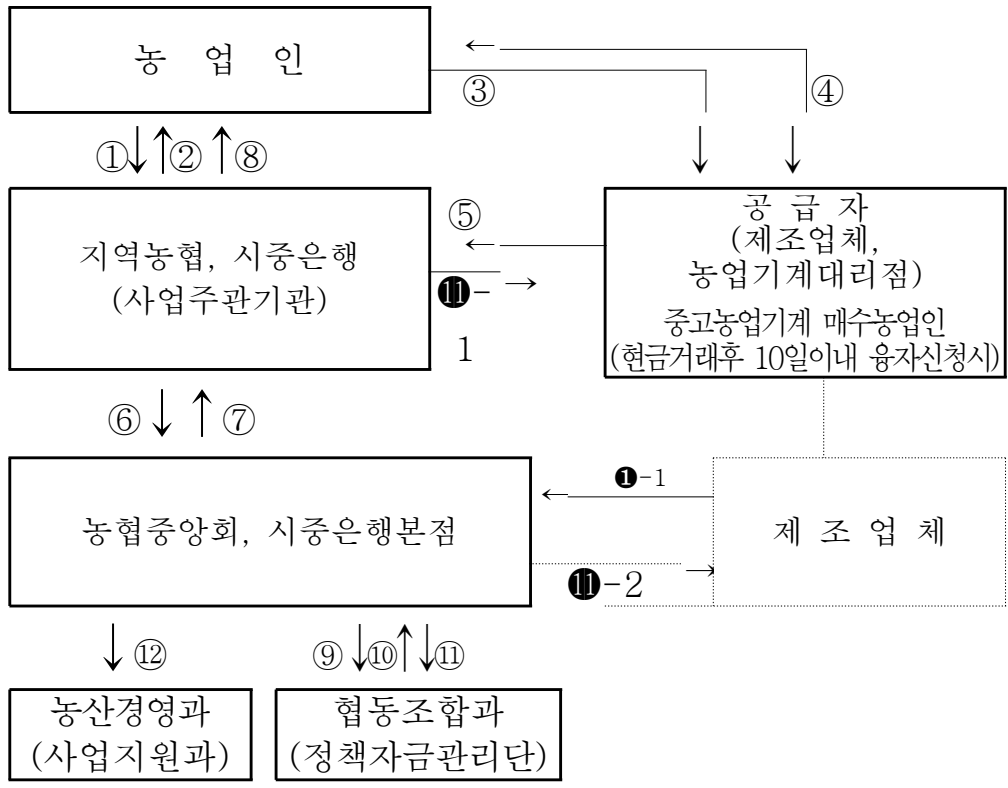 농 업 인
③ ④
①②⑧
지역농협, 시중은행
(사업주관기관)
⑤
⓫-
1
공 급 자
(제조업체,
농업기계대리점)
중고농업기계 매수농업인
(현금거래후 10일이내 융자신청시)
⑥ ⑦
농협중앙회, 시중은행본점
❶-1
⓫-2
제 조 업 체
⑫ ⑨ ⑩ ⑪
농산경영과
(사업지원과)
협동조합과
(정책자금관리단)